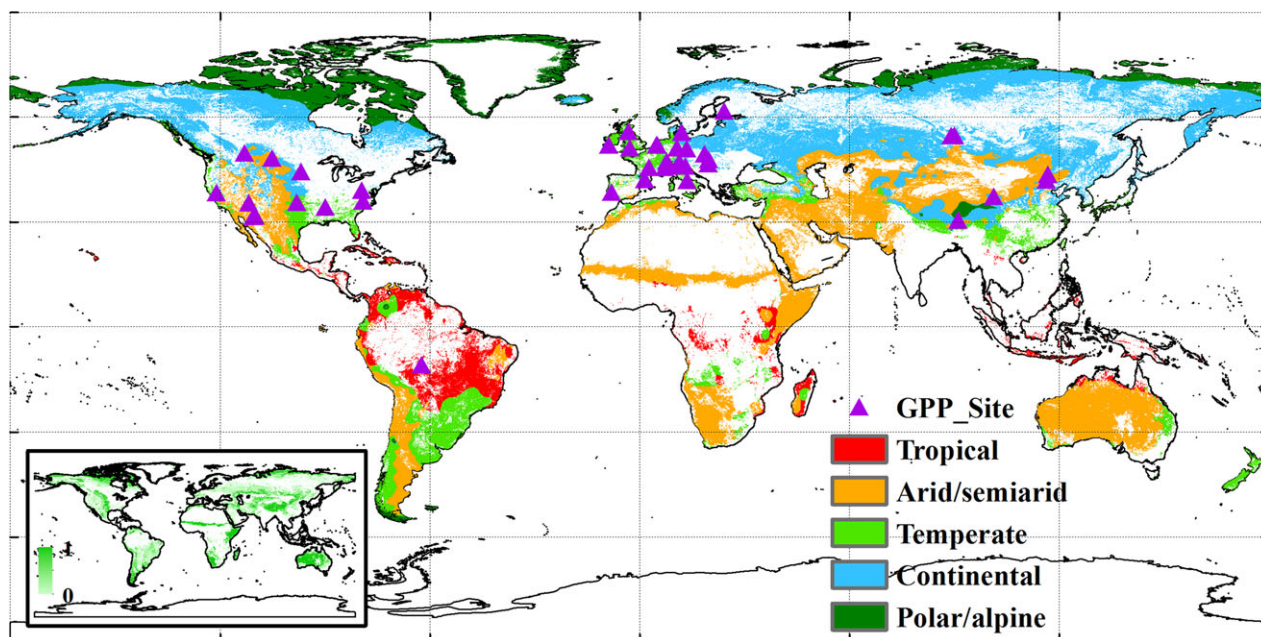 GPP_Site
Tropical
Arid/semiarid
Temperate
Continental
Polar/alpine
1
0